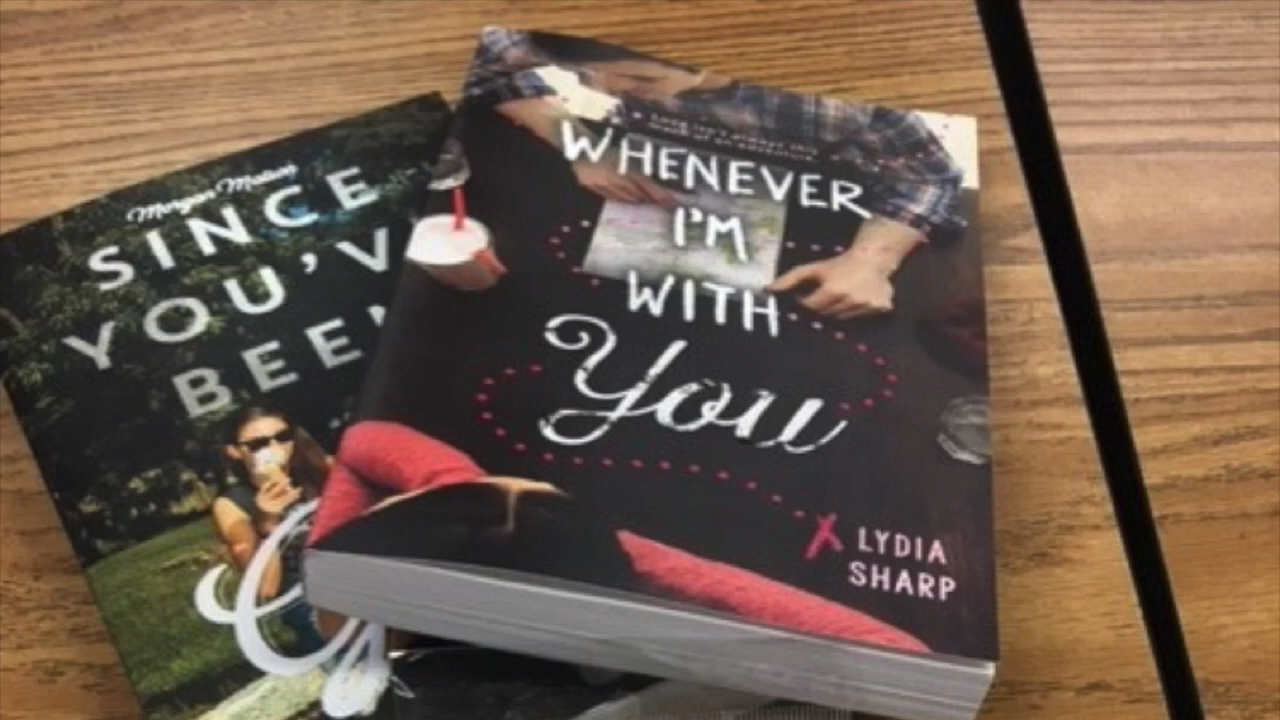 Morgan Matson
SINCE
YOU'V
BEE
G
WHENEVER
I'M
WITH
You
LYDIA
SHARP